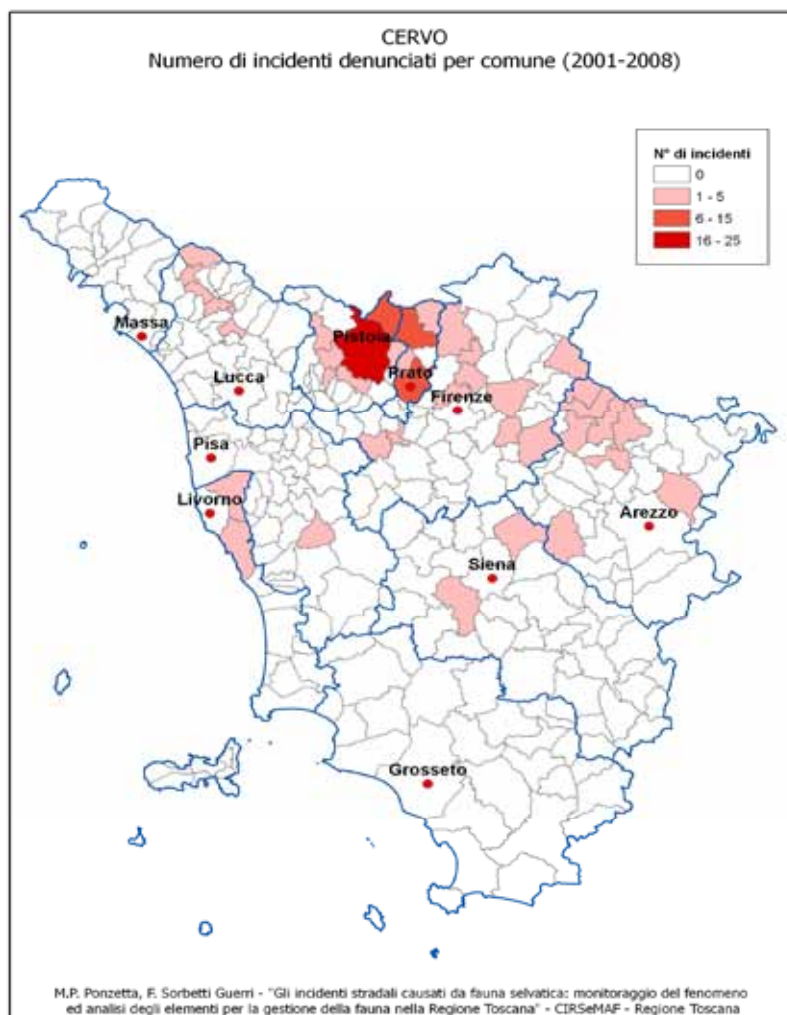 CERVO
Numero di incidenti denunciati per comune (2001-2008)
N° di incidenti
0
1 - 5
6 - 15
16 - 25
Massa
Pistoia
Lucca
Prato
Firenze
Pisa
Livorno
Arezzo
Siena
Grosseto
M.P. Ponzetta, F. Sorbetti Guerri - "Gli incidenti stradali causati da fauna selvatica: monitoraggio del fenomeno
ed analisi degli elementi per la gestione della fauna nella Regione Toscana" - CIRSeMAF - Regione Toscana